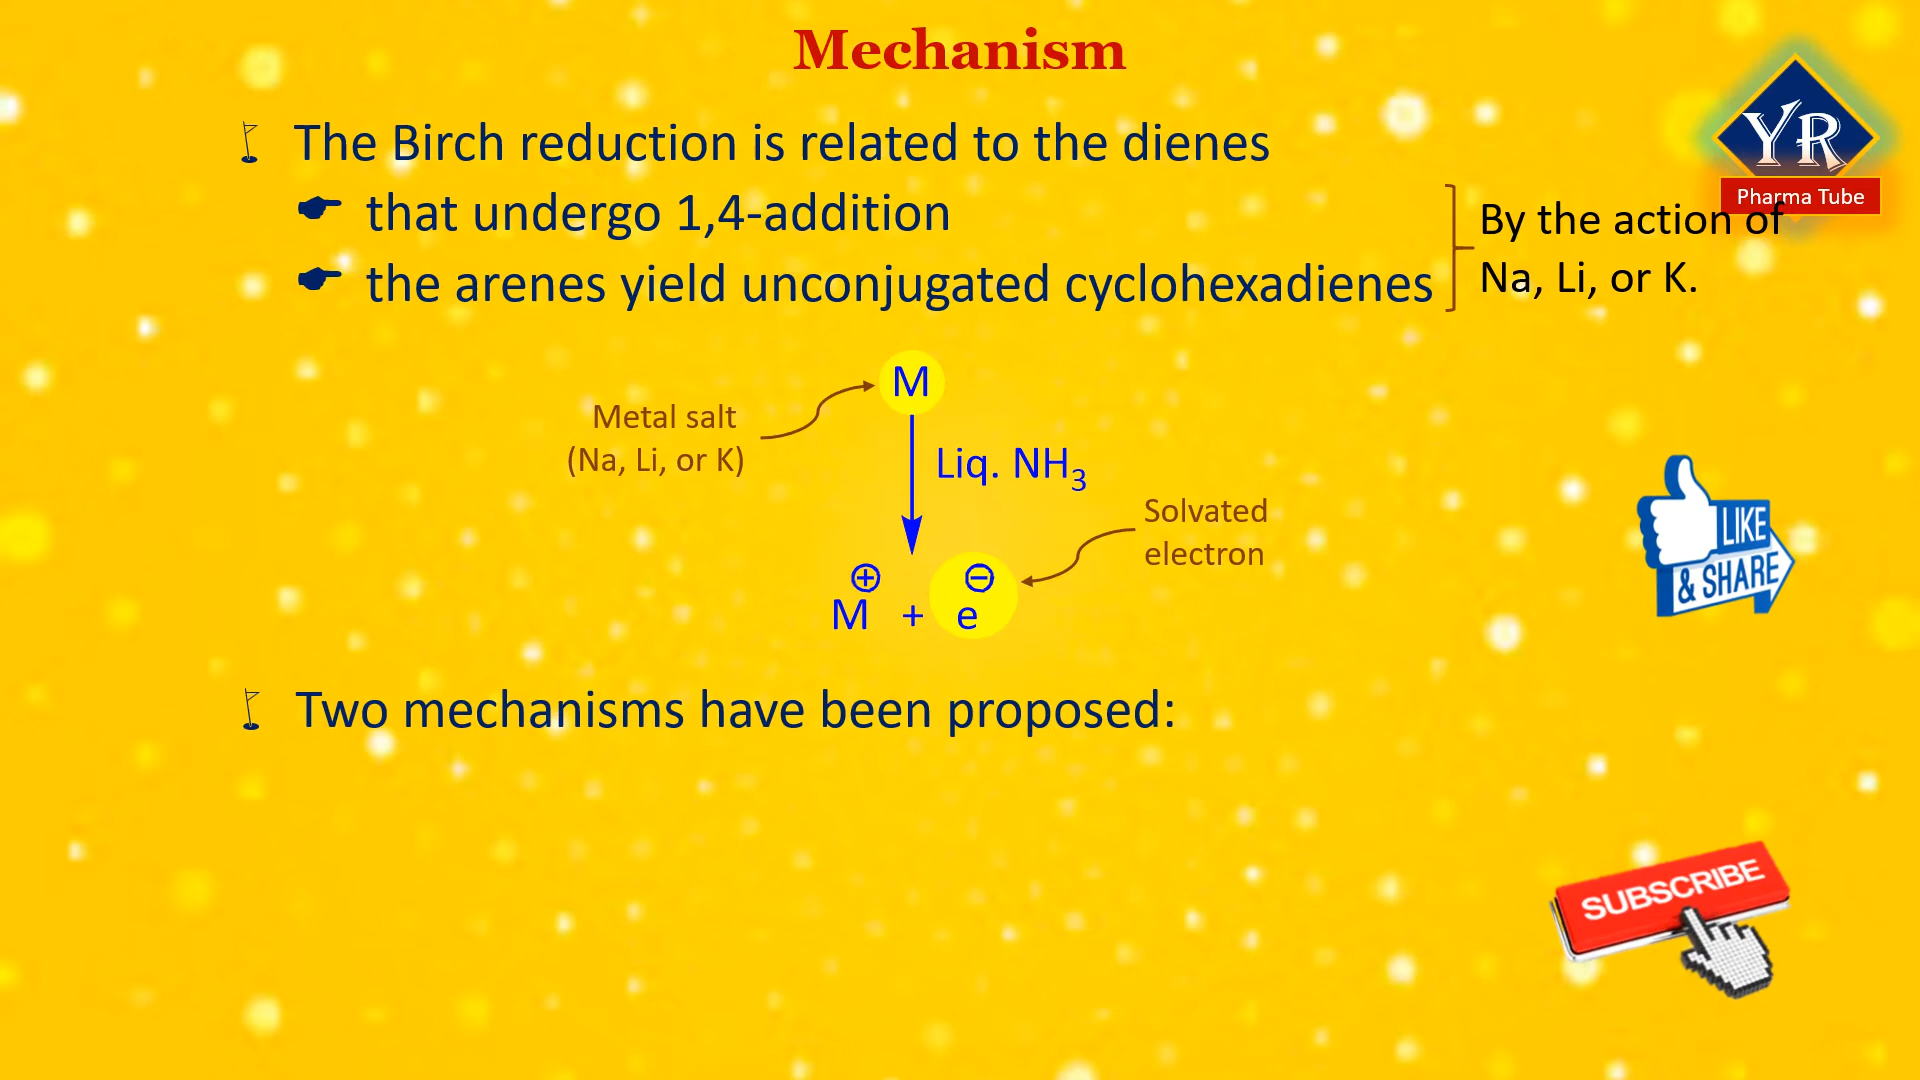 Mechanism
The Birch reduction is related to the dienes
that undergo 1,4-addition
the arenes yield unconjugated cyclohexadienes
By the action of
Na, Li, or K.
YR
Pharma Tube
M
Metal salt
(Na, Li, or K)
Liq. NH₃
Solvated
electron
M⊕ + e⊖
LIKE
& SHARE
Two mechanisms have been proposed:
SUBSCRIBE